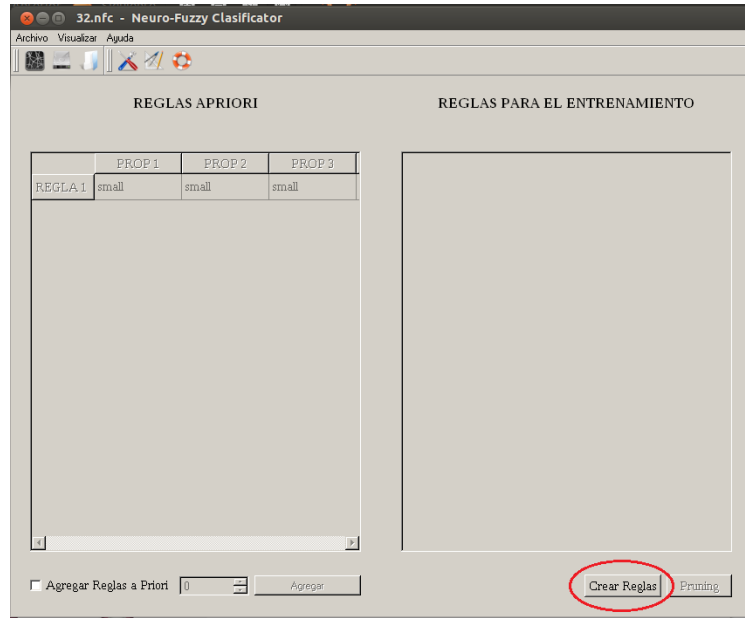 32.nfc - Neuro-Fuzzy Clasificator
Archivo Visualizar Ayuda
REGLAS APRIORI
REGLAS PARA EL ENTRENAMIENTO
PROP 1 PROP 2 PROP 3
REGLA 1 small small small
Agregar Reglas a Priori 0 Agregar
Crear Reglas Pruning